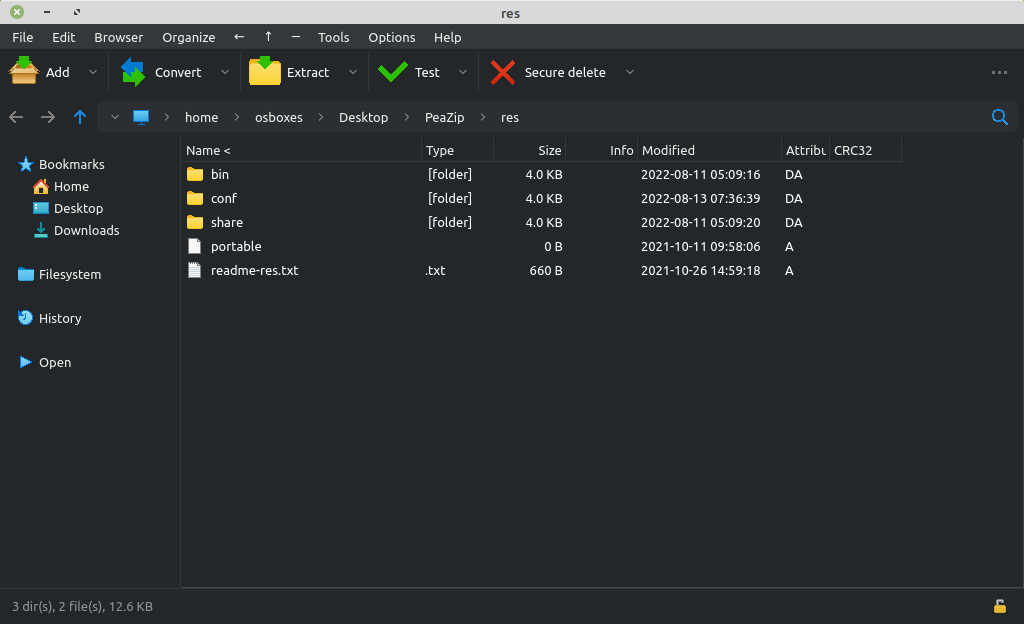 res
File Edit Browser Organize ← ↑ − Tools Options Help
Add Convert Extract Test Secure delete ...
home > osboxes > Desktop > PeaZip > res
Name < Type Size Info Modified Attribu CRC32
bin [folder] 4.0 KB 2022-08-11 05:09:16 DA
conf [folder] 4.0 KB 2022-08-13 07:36:39 DA
share [folder] 4.0 KB 2022-08-11 05:09:20 DA
portable 0 B 2021-10-11 09:58:06 A
readme-res.txt .txt 660 B 2021-10-26 14:59:18 A
Bookmarks
Home
Desktop
Downloads
Filesystem
History
Open
3 dir(s), 2 file(s), 12.6 KB